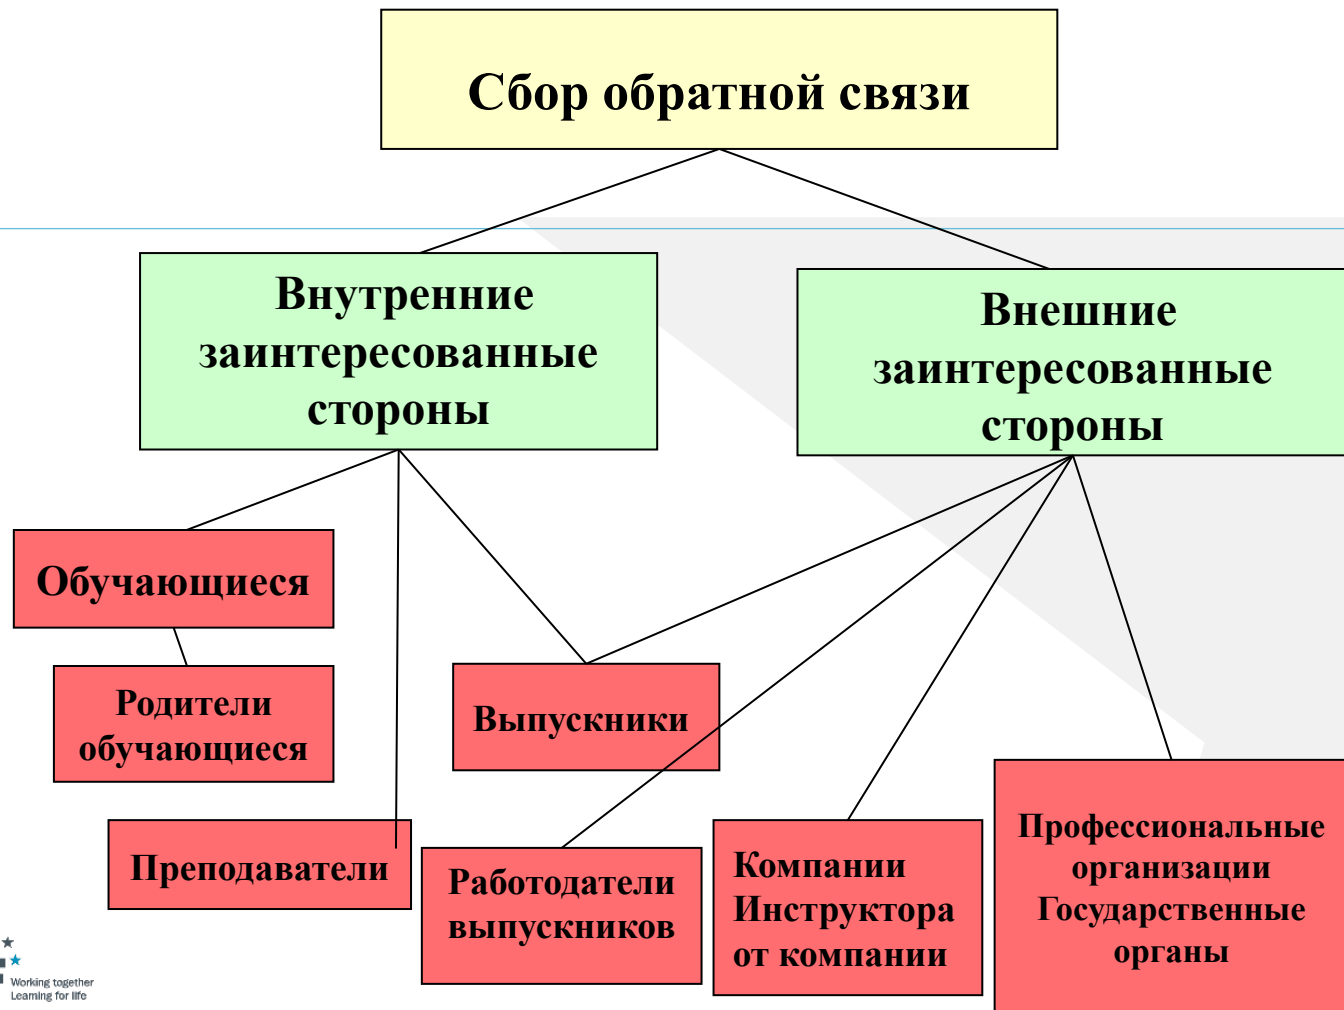 Сбор обратной связи
Внутренние
заинтересованные
стороны
Внешние
заинтересованные
стороны
Обучающиеся
Родители
обучающиеся
Выпускники
Преподаватели
Работодатели
выпускников
Компании
Инструктора
от компании
Профессиональные
организации
Государственные
органы
Working together
Learning for life